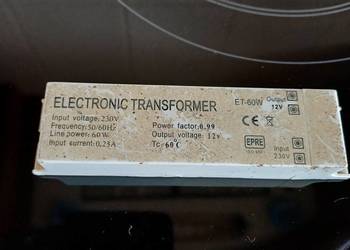 ELECTRONIC TRANSFORMER
Input voltage: 230V
Frequency: 50/60Hz
Line power: 60W
Input current: 0,23A
Power factor: 0.99
Output voltage: 12v
Tc 60 C
ET-60W
Output
12V
CE
EPRE
Input
230V